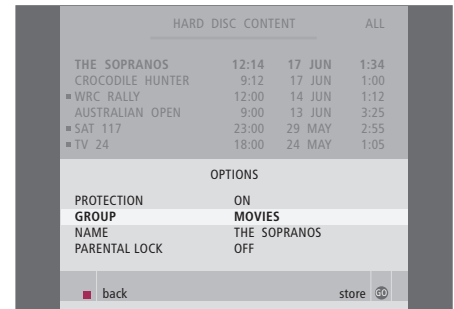 HARD DISC CONTENT ALL
THE SOPRANOS 12:14 17 JUN 1:34
CROCODILE HUNTER 9:12 17 JUN 1:00
WRC RALLY 12:00 14 JUN 1:12
AUSTRALIAN OPEN 9:00 13 JUN 3:25
SAT 117 23:00 29 MAY 2:55
TV 24 18:00 24 MAY 1:05
OPTIONS
PROTECTION ON
GROUP MOVIES
NAME THE SOPRANOS
PARENTAL LOCK OFF
back store GO